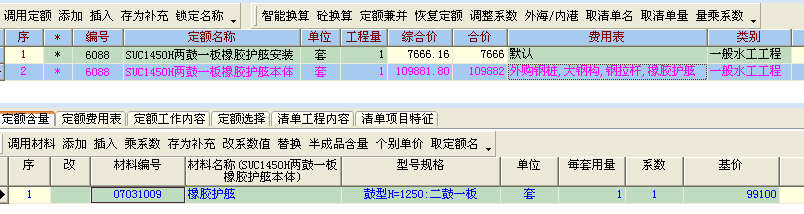 调用定额 添加 插入 存为补充 锁定名称 智能换算 砼换算 定额兼并 恢复定额 调整系数 外海/内港 取清单名 取清单量 量乘系数
序 * 编号 定额名称 单位 工程量 综合价 合价 费用表 类别
1 * 6088 SUC1450H两鼓一板橡胶护舷安装 套 1 7666.16 7666 默认 一般水工工程
2 * 6088 SUC1450H两鼓一板橡胶护舷本体 套 1 109881.80 109882 外购钢桩,大钢构,钢拉杆,橡胶护舷 一般水工工程
定额含量 定额费用表 定额工作内容 定额选择 清单工程内容 清单项目特征
调用材料 添加 插入 乘系数 存为补充 改系数值 替换 半成品含量 个别单价 取定额名
序 改 材料编号 材料名称(SUC1450H两鼓一板橡胶护舷本体) 型号规格 单位 每套用量 系数 基价
1 07031009 橡胶护舷 鼓型H=1250:二鼓一板 套 1 1 99100